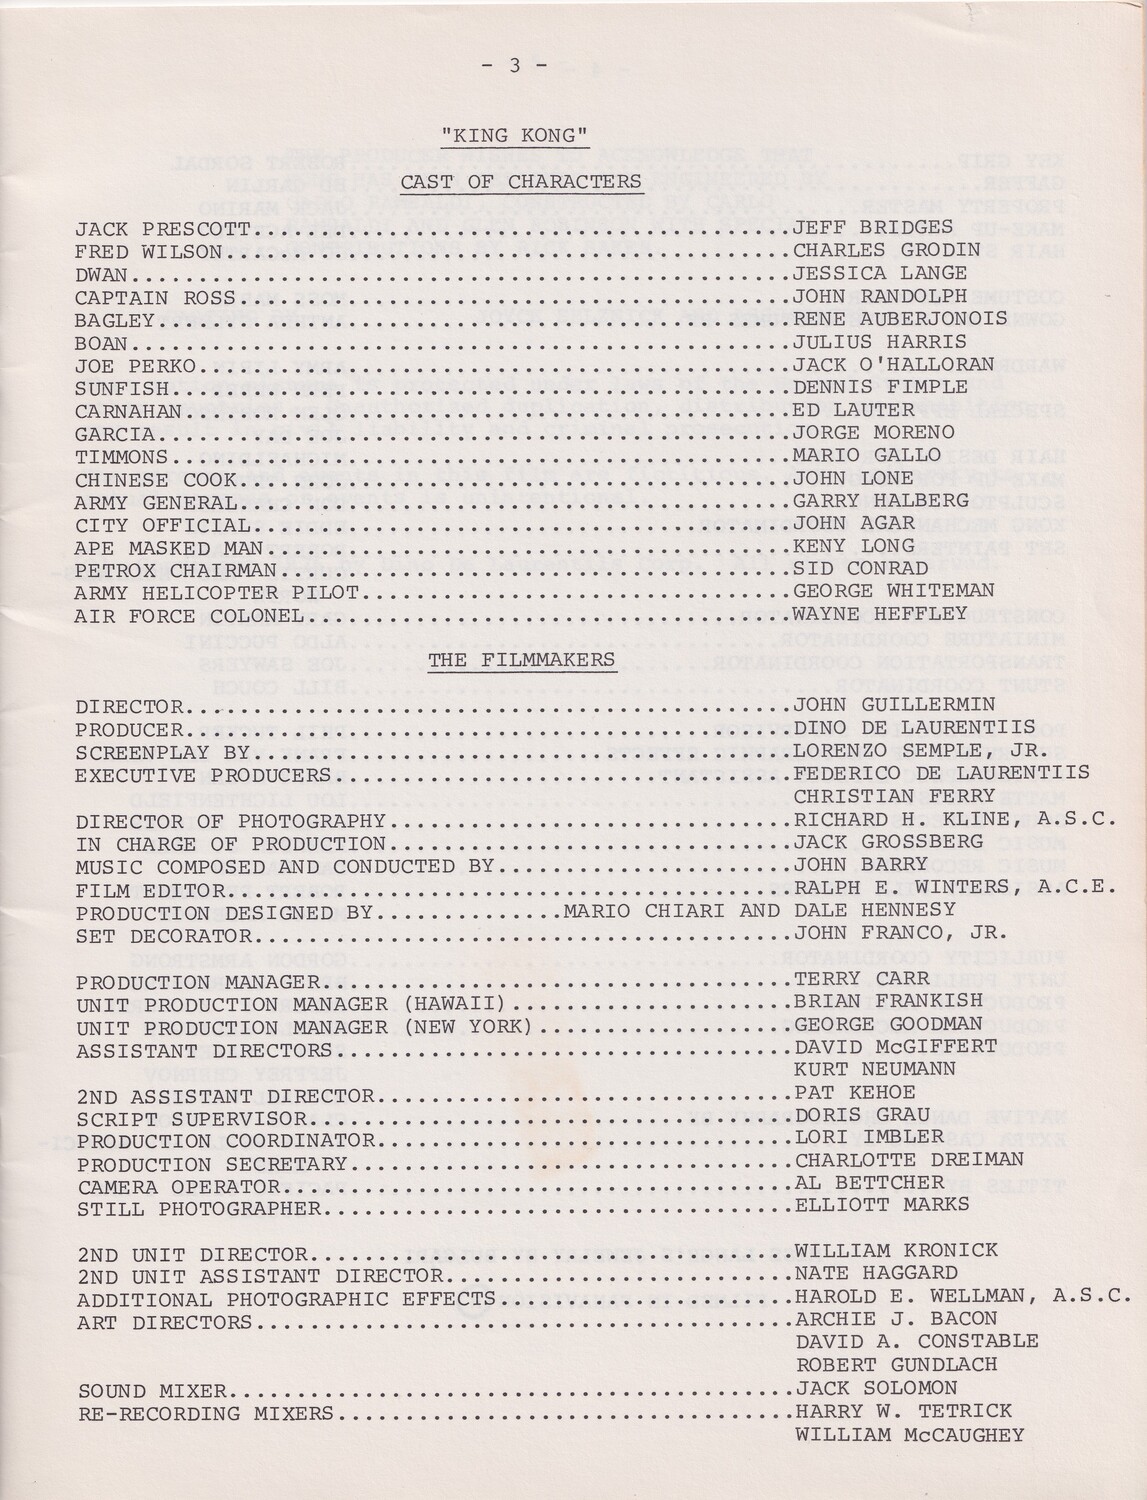 - 3 -
"KING KONG"
CAST OF CHARACTERS
JACK PRESCOTT........................................JEFF BRIDGES
FRED WILSON..........................................CHARLES GRODIN
DWAN.................................................JESSICA LANGE
CAPTAIN ROSS.........................................JOHN RANDOLPH
BAGLEY...............................................RENE AUBERJONOIS
BOAN.................................................JULIUS HARRIS
JOE PERKO............................................JACK O'HALLORAN
SUNFISH..............................................DENNIS FIMPLE
CARNAHAN.............................................ED LAUTER
GARCIA...............................................JORGE MORENO
TIMMONS..............................................MARIO GALLO
CHINESE COOK.........................................JOHN LONE
ARMY GENERAL.........................................GARRY HALBERG
CITY OFFICIAL........................................JOHN AGAR
APE MASKED MAN.......................................KENY LONG
PETROX CHAIRMAN......................................SID CONRAD
ARMY HELICOPTER PILOT................................GEORGE WHITEMAN
AIR FORCE COLONEL....................................WAYNE HEFFLEY
THE FILMMAKERS
DIRECTOR.............................................JOHN GUILLERMIN
PRODUCER.............................................DINO DE LAURENTIIS
SCREENPLAY BY........................................LORENZO SEMPLE, JR.
EXECUTIVE PRODUCERS..................................FEDERICO DE LAURENTIIS
CHRISTIAN FERRY
DIRECTOR OF PHOTOGRAPHY..............................RICHARD H. KLINE, A.S.C.
IN CHARGE OF PRODUCTION..............................JACK GROSSBERG
MUSIC COMPOSED AND CONDUCTED BY......................JOHN BARRY
FILM EDITOR..........................................RALPH E. WINTERS, A.C.E.
PRODUCTION DESIGNED BY..............MARIO CHIARI AND DALE HENNESY
SET DECORATOR........................................JOHN FRANCO, JR.
PRODUCTION MANAGER...................................TERRY CARR
UNIT PRODUCTION MANAGER (HAWAII).....................BRIAN FRANKISH
UNIT PRODUCTION MANAGER (NEW YORK)...................GEORGE GOODMAN
ASSISTANT DIRECTORS..................................DAVID McGIFFERT
KURT NEUMANN
2ND ASSISTANT DIRECTOR...............................PAT KEHOE
SCRIPT SUPERVISOR....................................DORIS GRAU
PRODUCTION COORDINATOR...............................LORI IMBLER
PRODUCTION SECRETARY.................................CHARLOTTE DREIMAN
CAMERA OPERATOR......................................AL BETTCHER
STILL PHOTOGRAPHER...................................ELLIOTT MARKS
2ND UNIT DIRECTOR....................................WILLIAM KRONICK
2ND UNIT ASSISTANT DIRECTOR..........................NATE HAGGARD
ADDITIONAL PHOTOGRAPHIC EFFECTS......................HAROLD E. WELLMAN, A.S.C.
ART DIRECTORS........................................ARCHIE J. BACON
DAVID A. CONSTABLE
ROBERT GUNDLACH
SOUND MIXER..........................................JACK SOLOMON
RE-RECORDING MIXERS..................................HARRY W. TETRICK
WILLIAM McCAUGHEY